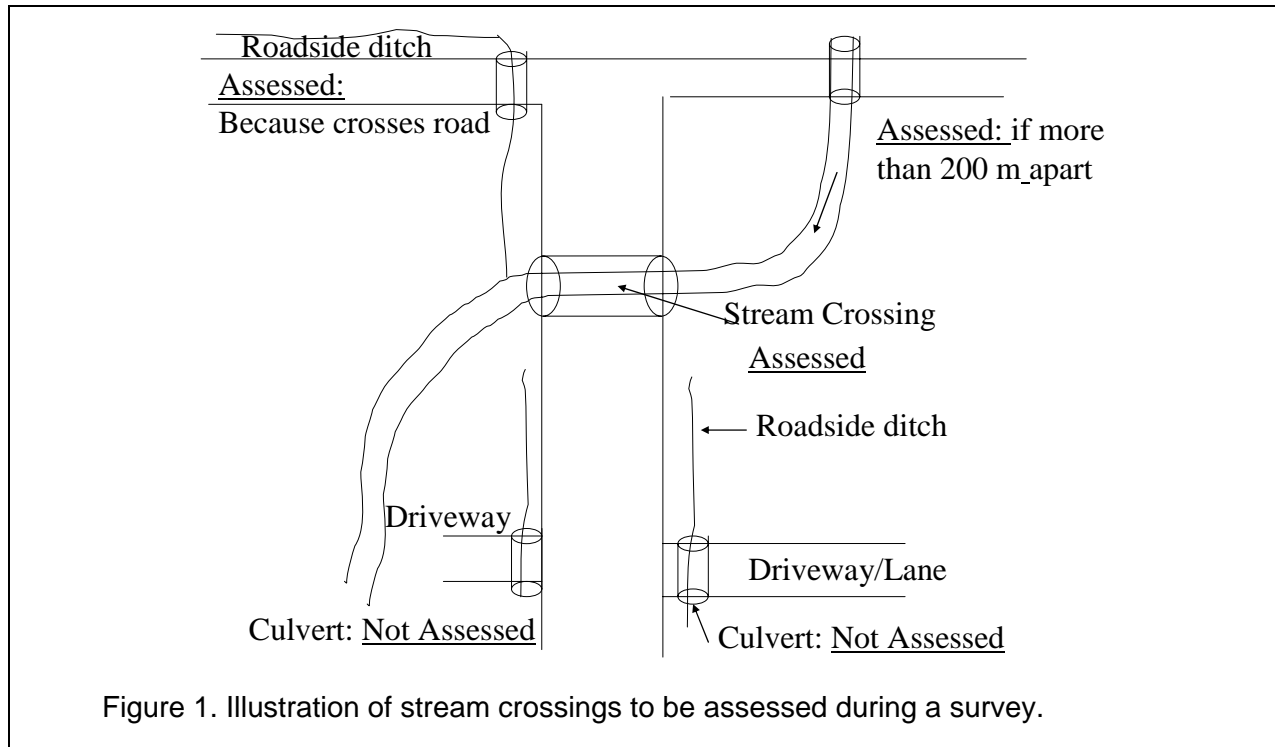 Roadside ditch
Assessed:
Because crosses road
Assessed: if more
than 200 m apart
Stream Crossing
Assessed
Roadside ditch
Driveway
Driveway/Lane
Culvert: Not Assessed
Culvert: Not Assessed
Figure 1. Illustration of stream crossings to be assessed during a survey.